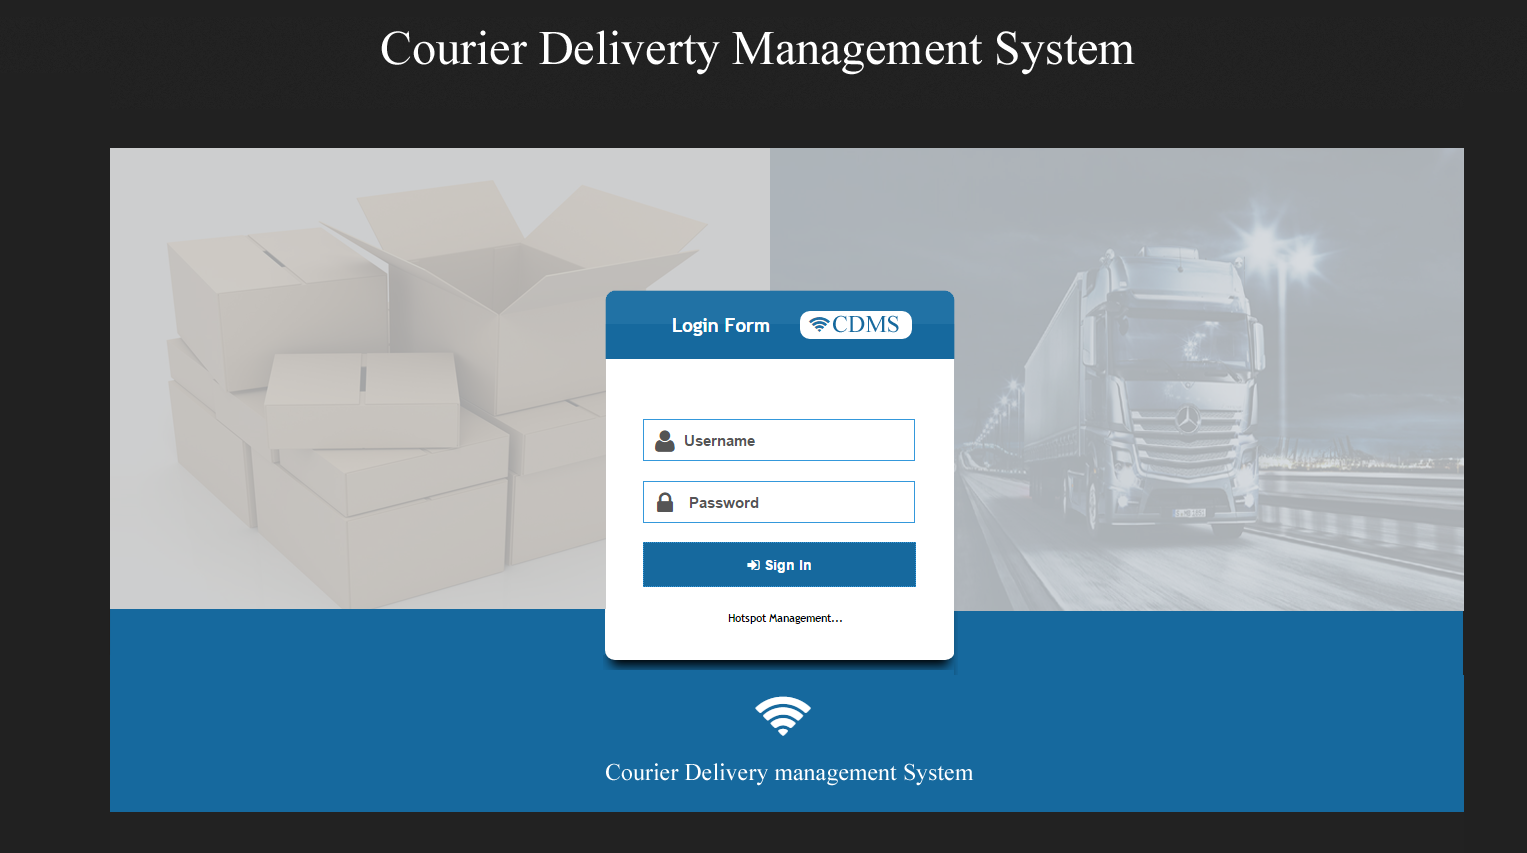 Courier Deliverty Management System
Login Form
CDMS
Username
Password
Sign In
Hotspot Management...
Courier Delivery management System